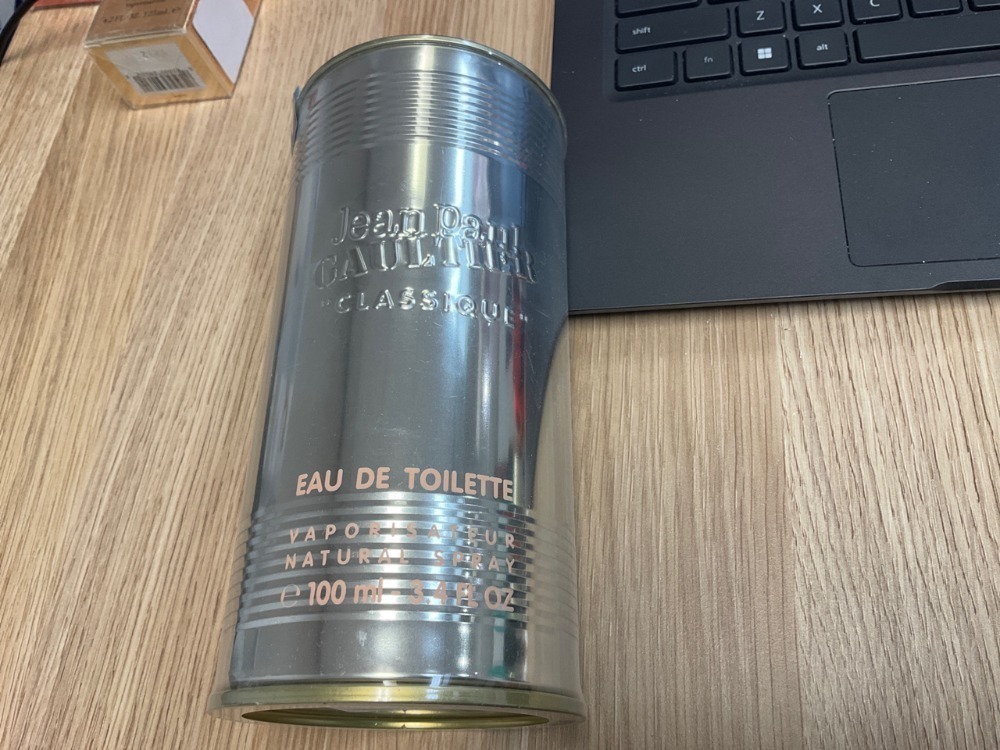 Jean Paul
GAULTIER
"CLASSIQUE"
EAU DE TOILETTE
VAPORISATEUR
NATURAL SPRAY
e 100 ml - 3.4 fl. OZ
shift
Z
X
C
ctrl
fn
alt